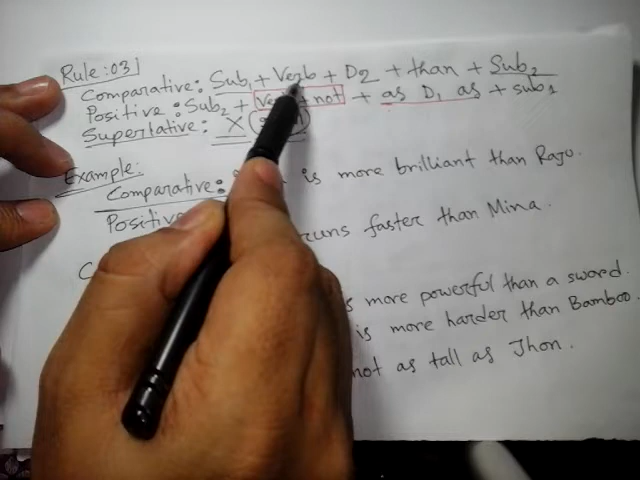 Rule: 03
Comparative: Sub1 + Verb + D2 + than + Sub2
Positive: Sub2 + + not + as D1 as + sub1
Superlative: X
Example:
Comparative: is more brilliant than Raju.
Positive runs faster than Mina.
C
is more powerful than a sword.
is more harder than Bamboo.
not as tall as Jhon.